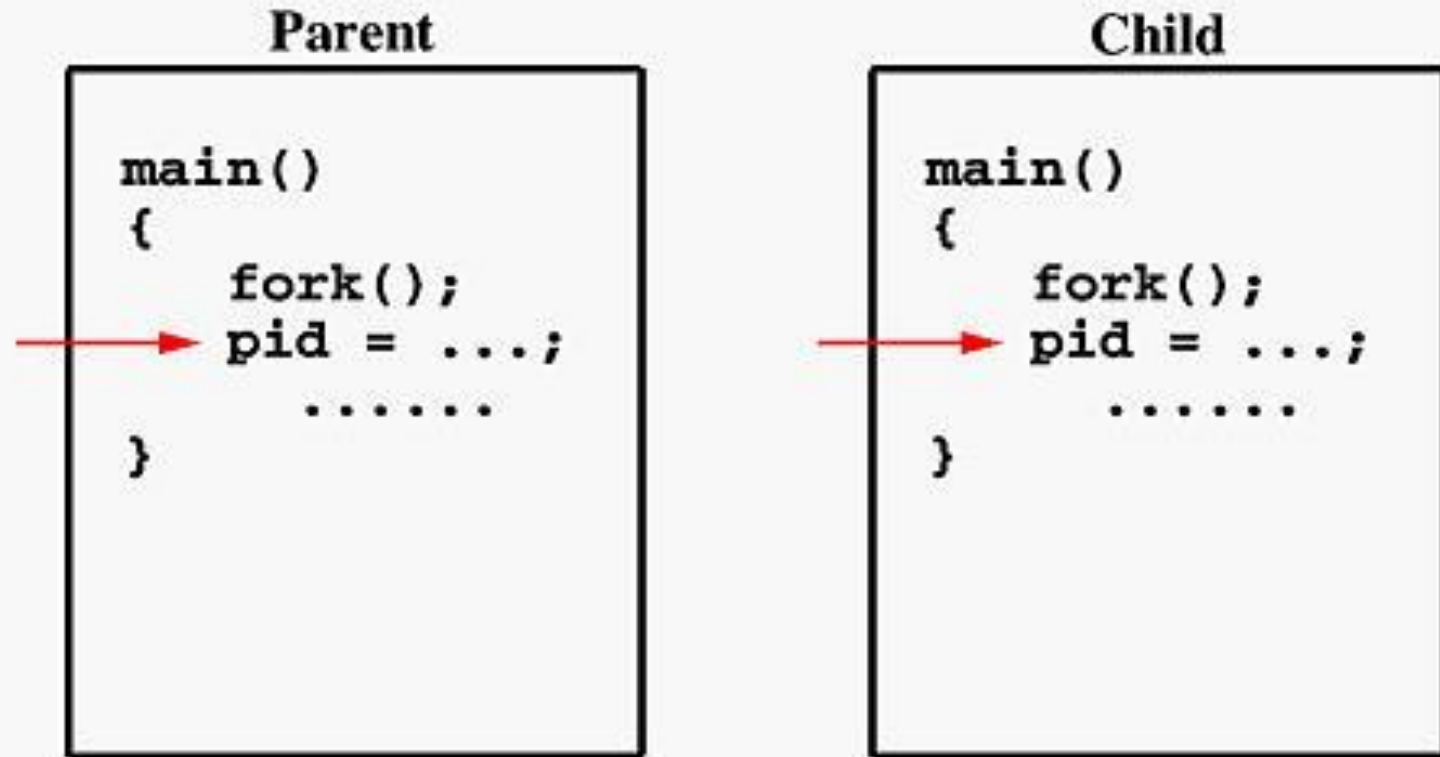 Parent
main()
{
fork();
pid = ...;
......
}
Child
main()
{
fork();
pid = ...;
......
}